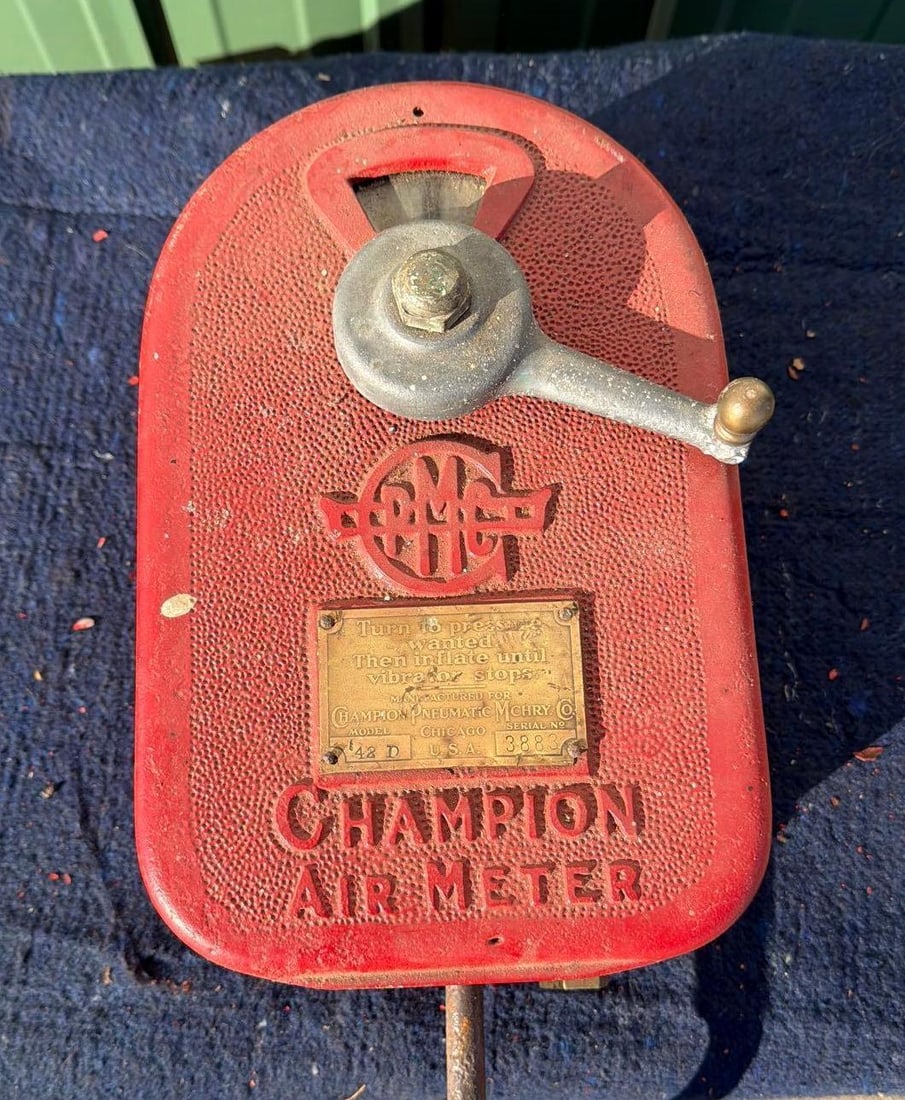 CPMCo
Turn to pressure
wanted
Then inflate until
vibrator stops.
MANUFACTURED FOR
CHAMPION PNEUMATIC MCHRY. CO.
MODEL CHICAGO SERIAL NO
42 D U.S.A. 3883
CHAMPION
AIR METER